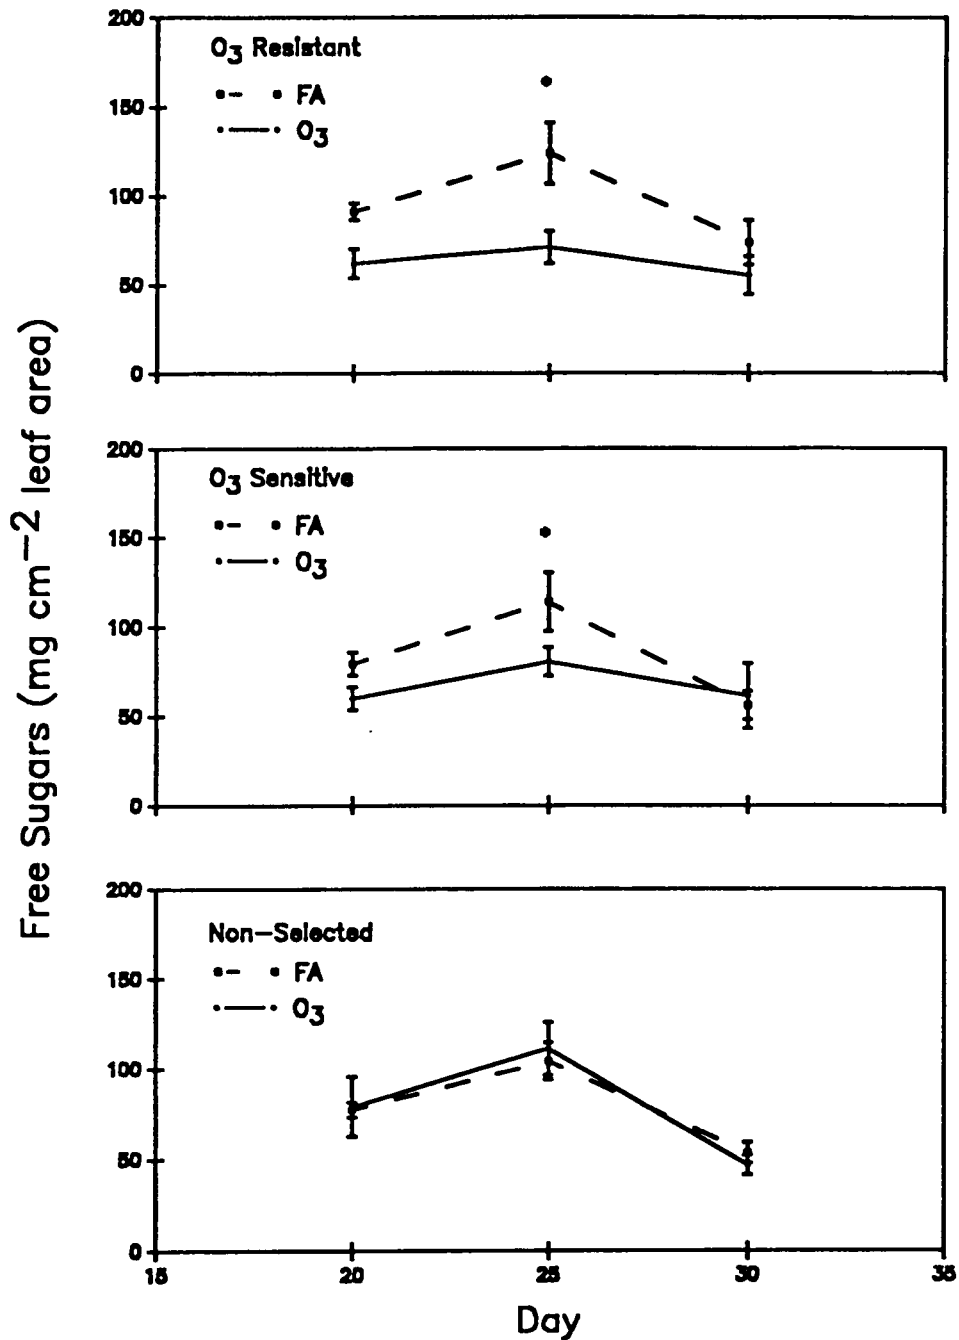 Free Sugars (mg cm−2 leaf area)
200
150
100
50
0
O3 Resistant
FA
O3
*
200
150
100
50
0
O3 Sensitive
FA
O3
*
200
150
100
50
0
Non-Selected
FA
O3
15 20 25 30 35
Day